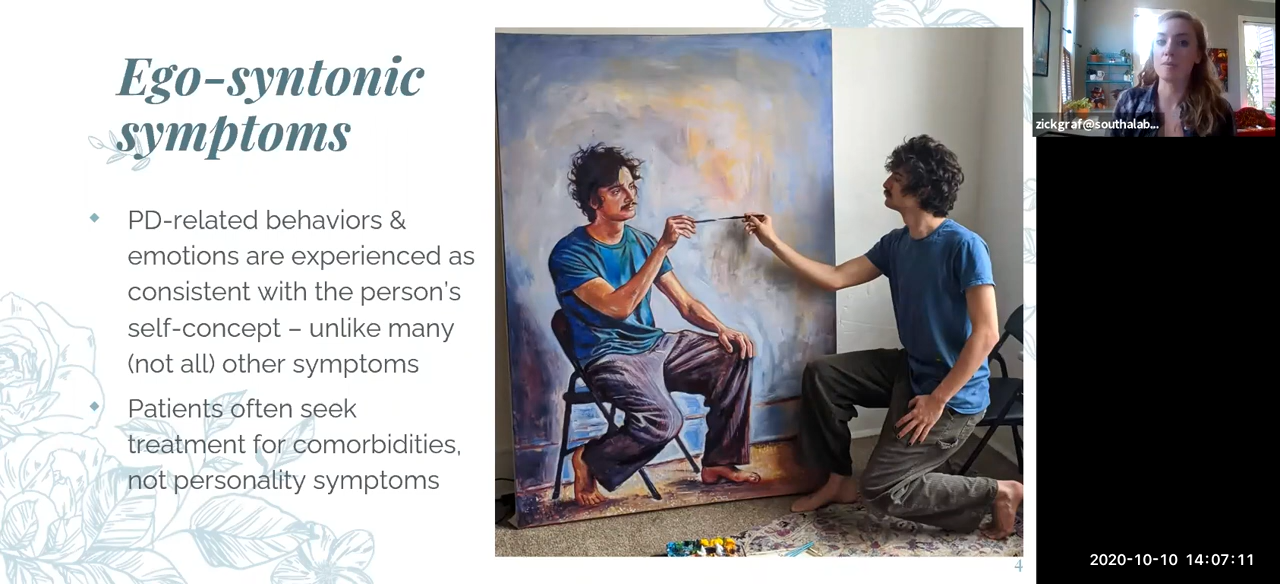 Ego-syntonic
symptoms
PD-related behaviors &
emotions are experienced as
consistent with the person's
self-concept – unlike many
(not all) other symptoms
Patients often seek
treatment for comorbidities,
not personality symptoms
4
zickgraf@southalab...
2020-10-10 14:07:11